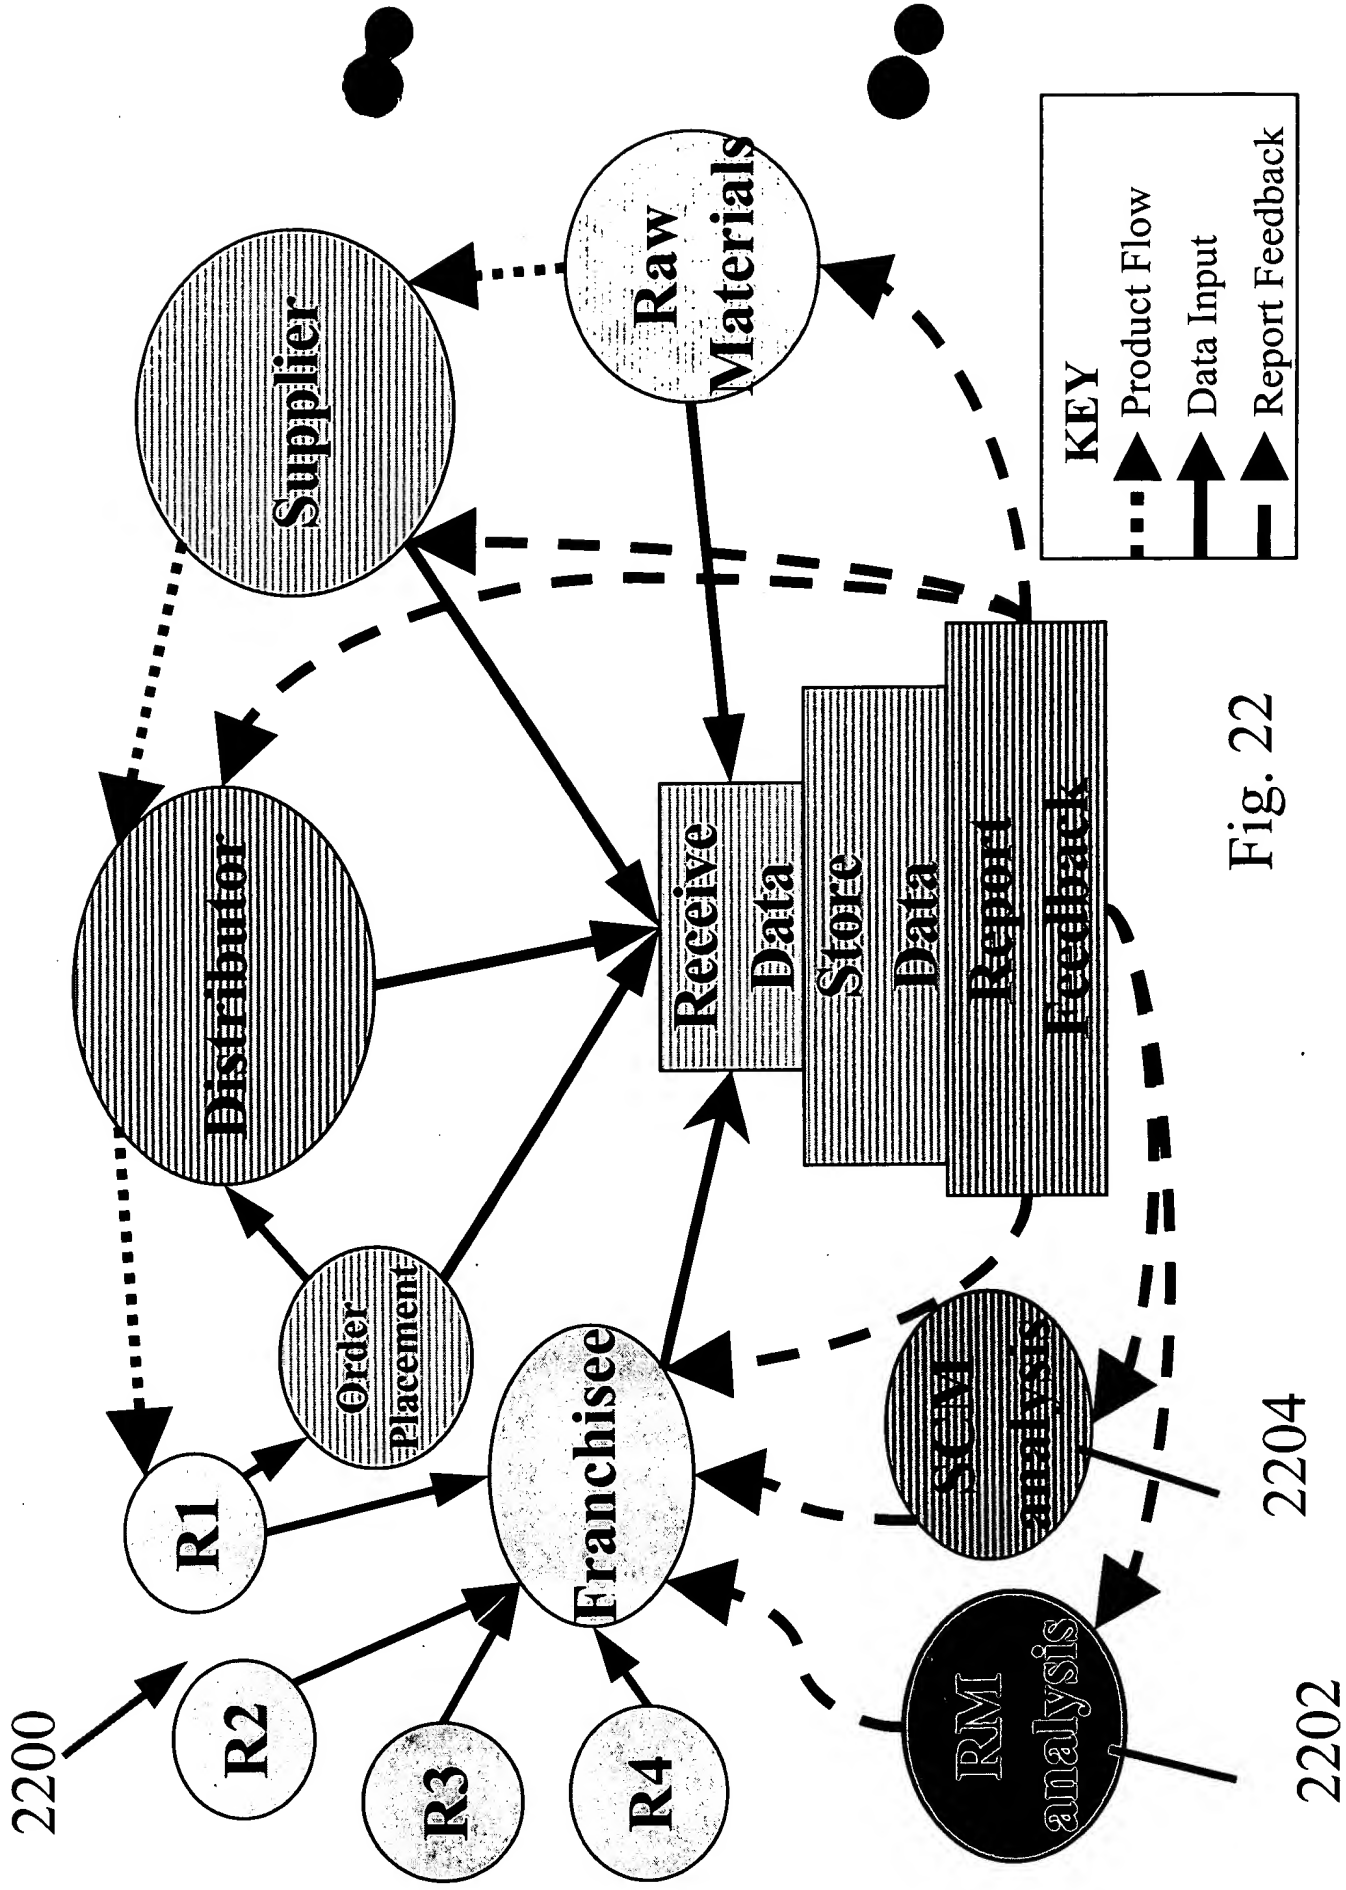 2200
R1
R2
R3
R4
Order
Placement
Distributor
Supplier
Raw
Materials
Franchisee
Receive
Data
Store
Data
Report
Feedback
SCM
analysis
RM
analysis
2202
2204
KEY
Product Flow
Data Input
Report Feedback
Fig. 22